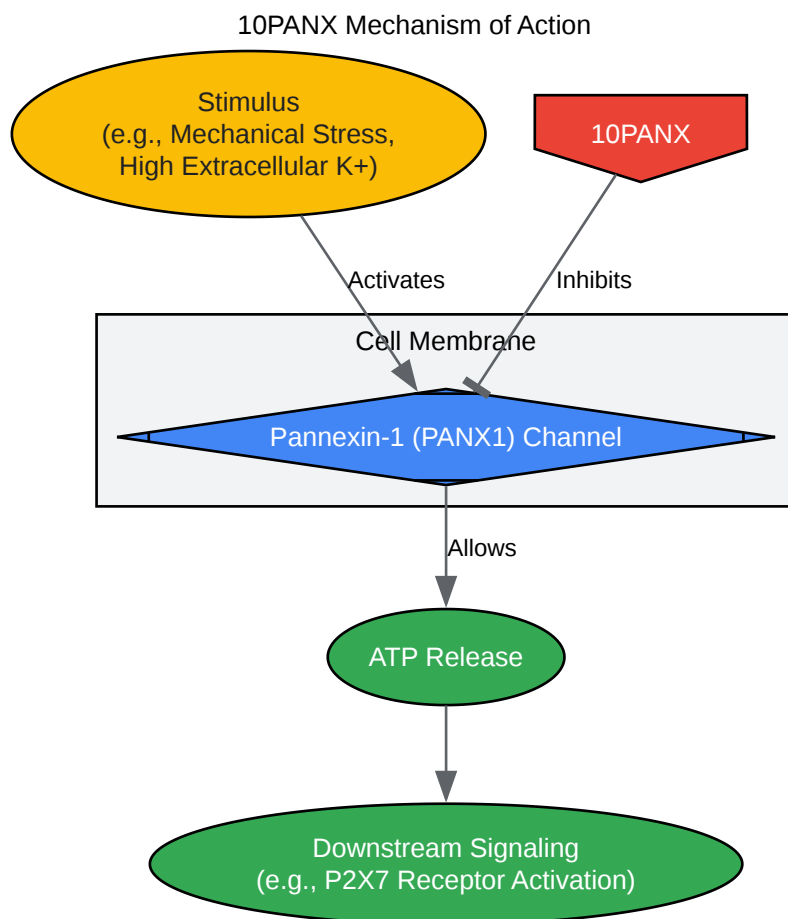 10PANX Mechanism of Action
Stimulus
(e.g., Mechanical Stress,
High Extracellular K+)
10PANX
Activates
Inhibits
Cell Membrane
Pannexin-1 (PANX1) Channel
Allows
ATP Release
Downstream Signaling
(e.g., P2X7 Receptor Activation)